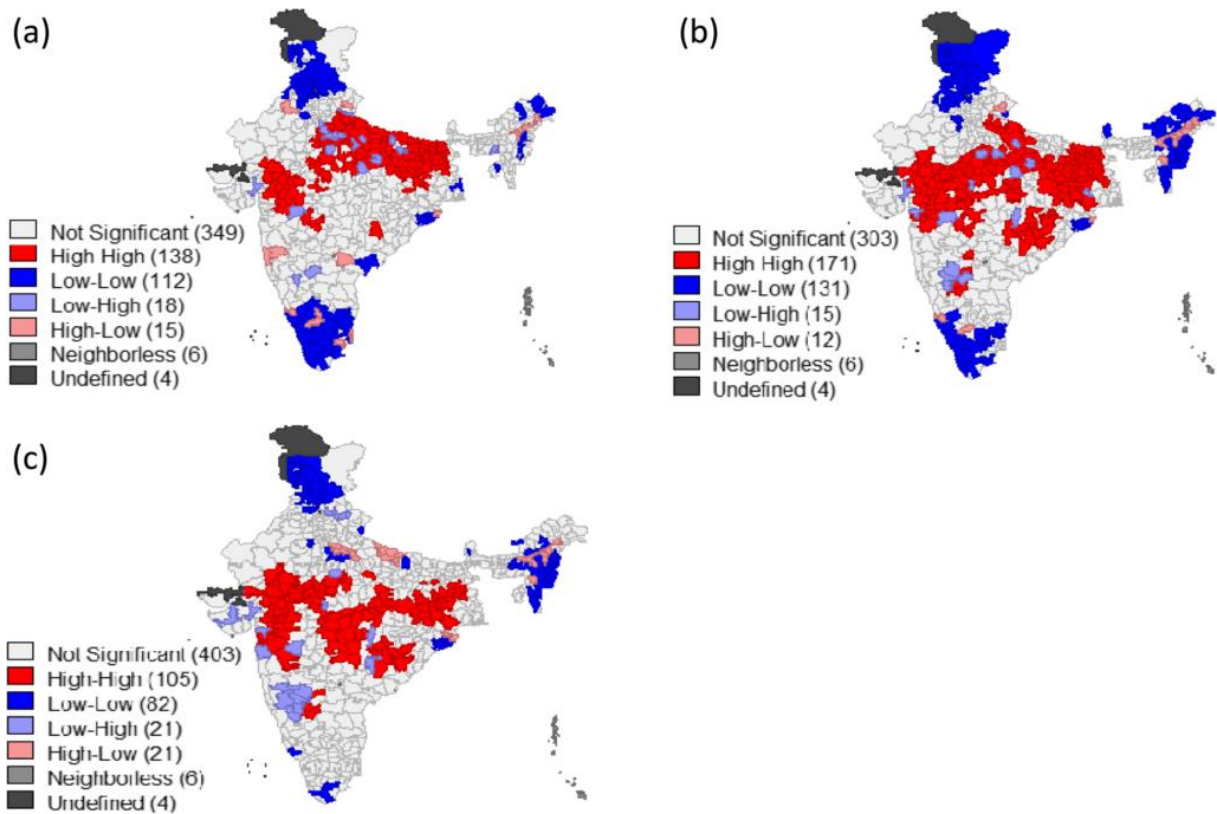 (a)
Not Significant (349)
High High (138)
Low-Low (112)
Low-High (18)
High-Low (15)
Neighborless (6)
Undefined (4)
(b)
Not Significant (303)
High High (171)
Low-Low (131)
Low-High (15)
High-Low (12)
Neighborless (6)
Undefined (4)
(c)
Not Significant (403)
High-High (105)
Low-Low (82)
Low-High (21)
High-Low (21)
Neighborless (6)
Undefined (4)